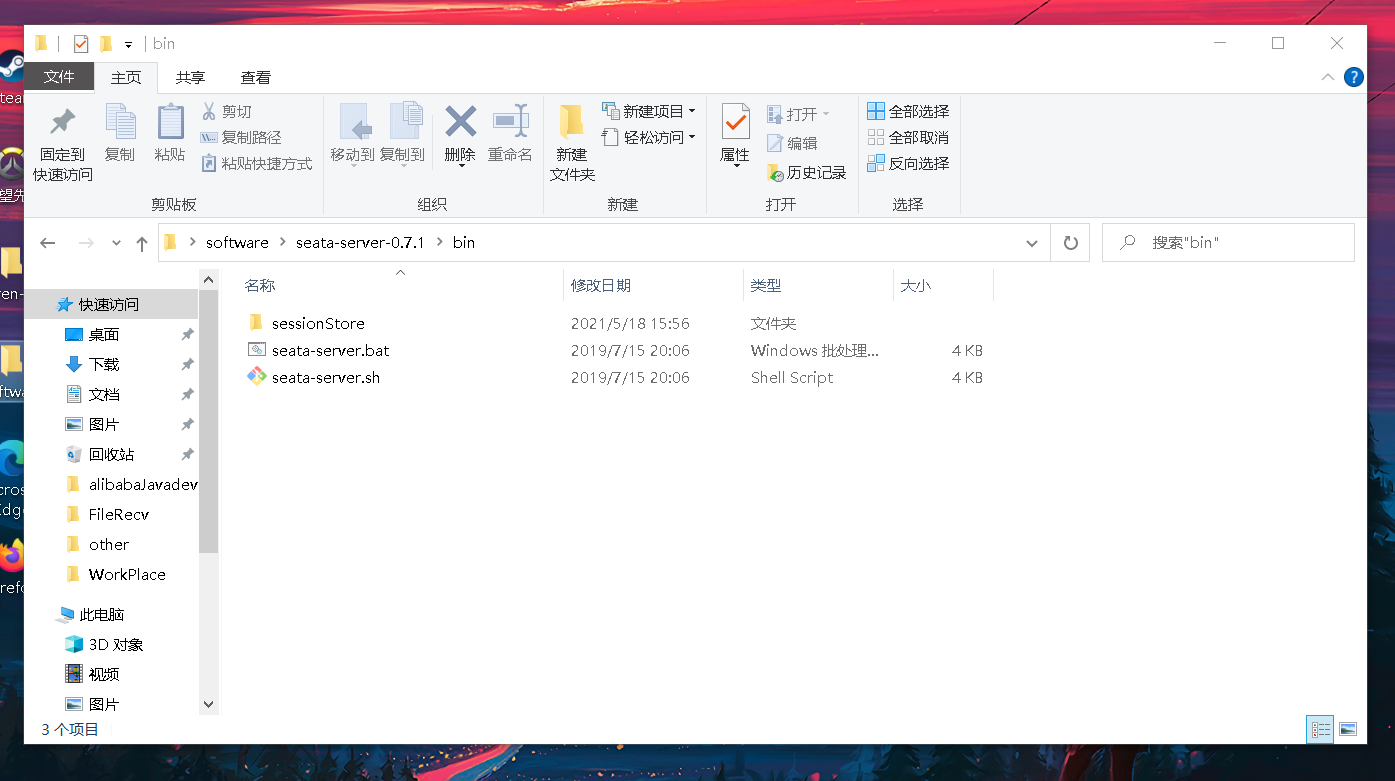 bin
文件 主页 共享 查看
固定到
快速访问
复制
粘贴
剪切
复制路径
粘贴快捷方式
剪贴板
移动到 复制到 删除 重命名
组织
新建
文件夹
新建项目
轻松访问
新建
属性
打开
编辑
历史记录
打开
全部选择
全部取消
反向选择
选择
software seata-server-0.7.1 bin
搜索"bin"
名称 修改日期 类型 大小
sessionStore 2021/5/18 15:56 文件夹
seata-server.bat 2019/7/15 20:06 Windows 批处理... 4 KB
seata-server.sh 2019/7/15 20:06 Shell Script 4 KB
快速访问
桌面
下载
文档
图片
回收站
alibabaJavadev
FileRecv
other
WorkPlace
此电脑
3D 对象
视频
图片
3 个项目